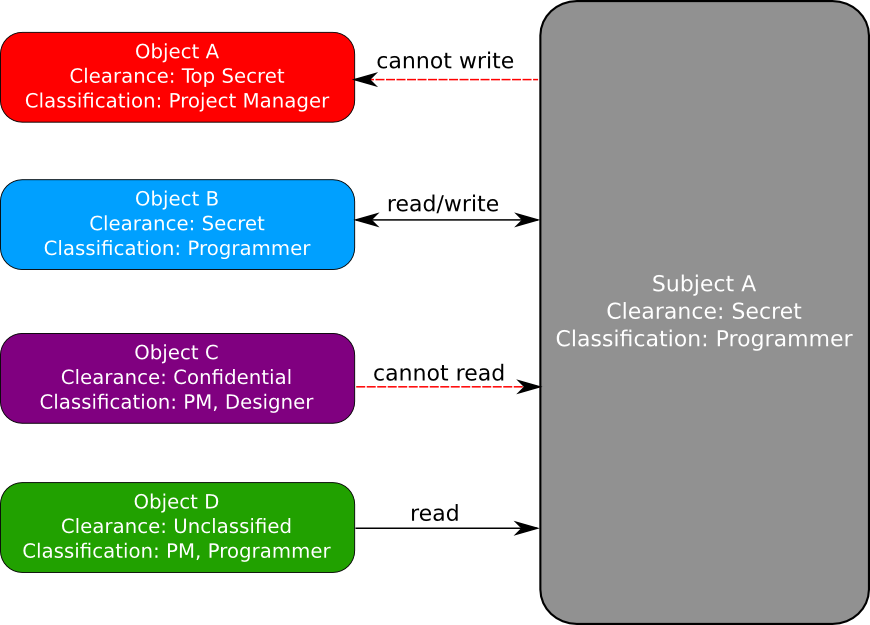 Object A
Clearance: Top Secret
Classification: Project Manager
cannot write
Object B
Clearance: Secret
Classification: Programmer
read/write
Object C
Clearance: Confidential
Classification: PM, Designer
cannot read
Object D
Clearance: Unclassified
Classification: PM, Programmer
read
Subject A
Clearance: Secret
Classification: Programmer